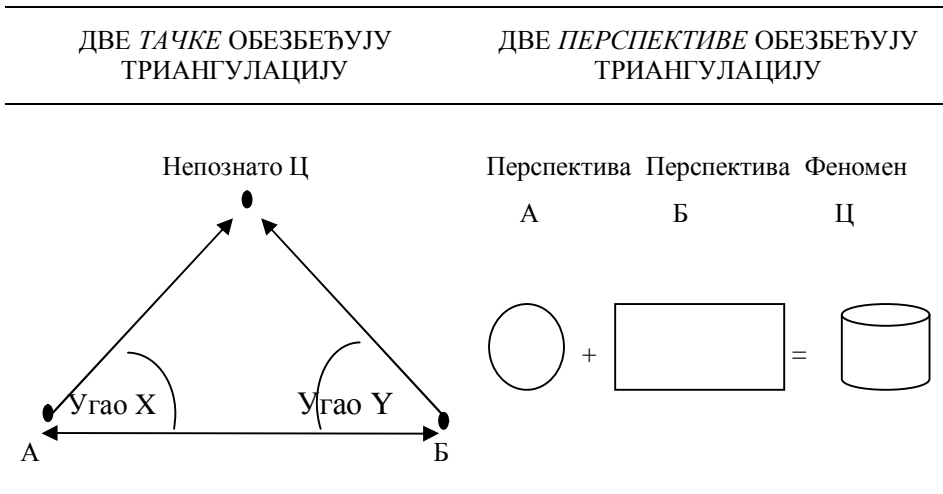 ДВЕ ТАЧКЕ ОБЕЗБЕЂУЈУ
ТРИАНГУЛАЦИЈУ
ДВЕ ПЕРСПЕКТИВЕ ОБЕЗБЕЂУЈУ
ТРИАНГУЛАЦИЈУ
Непознато Ц
Угао X
Угао Y
А
Б
Перспектива Перспектива Феномен
А Б Ц
+ =